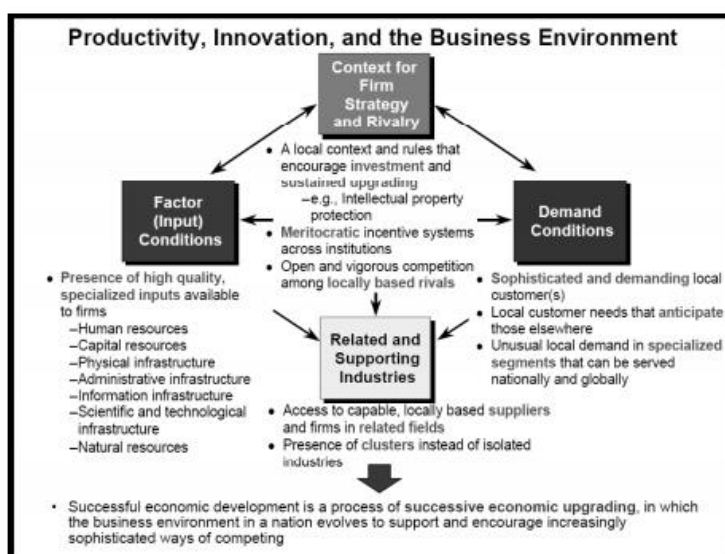 Productivity, Innovation, and the Business Environment
Context for
Firm
Strategy
and Rivalry
• A local context and rules that
encourage investment and
sustained upgrading
–e.g., Intellectual property
protection
• Meritocratic incentive systems
across institutions
• Open and vigorous competition
among locally based rivals
Factor
(Input)
Conditions
Demand
Conditions
• Presence of high quality,
specialized inputs available
to firms
–Human resources
–Capital resources
–Physical infrastructure
–Administrative infrastructure
–Information infrastructure
–Scientific and technological
infrastructure
–Natural resources
• Sophisticated and demanding local
customer(s)
• Local customer needs that anticipate
those elsewhere
• Unusual local demand in specialized
segments that can be served
nationally and globally
Related and
Supporting
Industries
• Access to capable, locally based suppliers
and firms in related fields
• Presence of clusters instead of isolated
industries
• Successful economic development is a process of successive economic upgrading, in which
the business environment in a nation evolves to support and encourage increasingly
sophisticated ways of competing